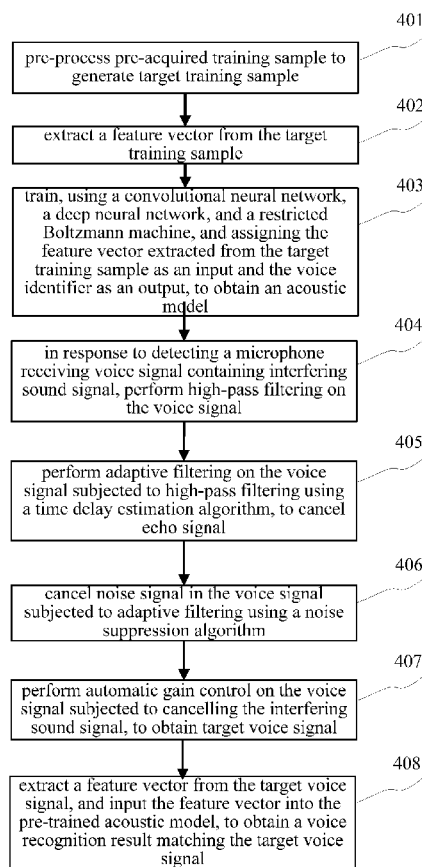 401
pre-process pre-acquired training sample to
generate target training sample
402
extract a feature vector from the target
training sample
403
train, using a convolutional neural network,
a deep neural network, and a restricted
Boltzmann machine, and assigning the
feature vector extracted from the target
training sample as an input and the voice
identifier as an output, to obtain an acoustic
model
404
in response to detecting a microphone
receiving voice signal containing interfering
sound signal, perform high-pass filtering on
the voice signal
405
perform adaptive filtering on the voice
signal subjected to high-pass filtering using
a time delay estimation algorithm, to cancel
echo signal
406
cancel noise signal in the voice signal
subjected to adaptive filtering using a noise
suppression algorithm
407
perform automatic gain control on the voice
signal subjected to cancelling the interfering
sound signal, to obtain target voice signal
408
extract a feature vector from the target voice
signal, and input the feature vector into the
pre-trained acoustic model, to obtain a voice
recognition result matching the target voice
signal